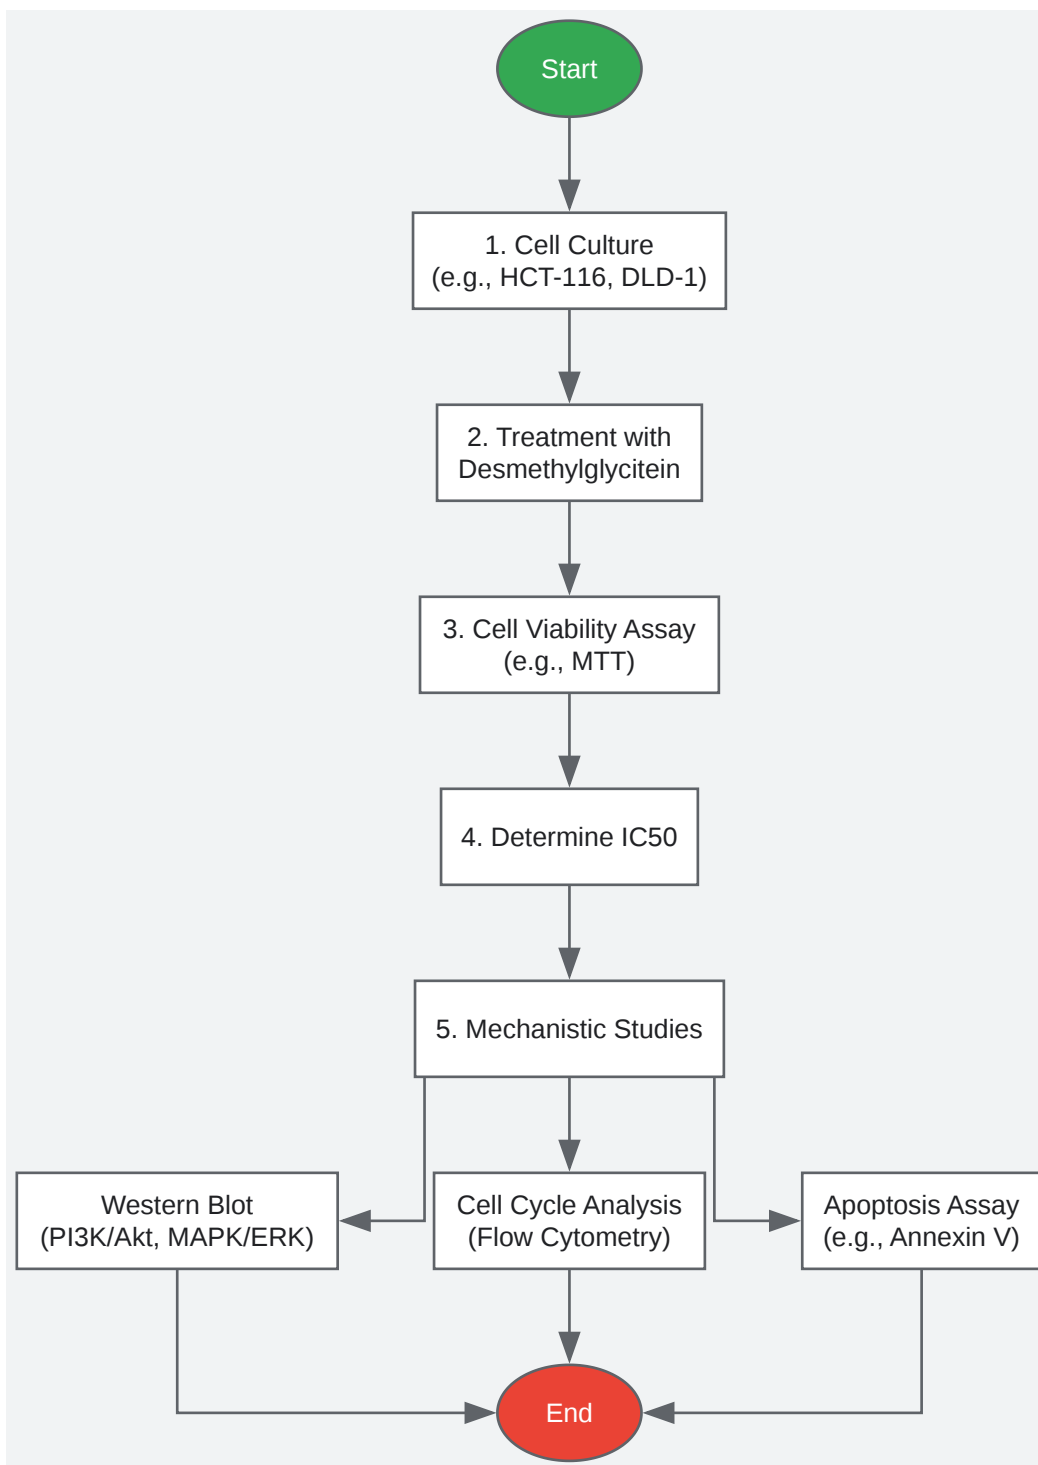 Start
1. Cell Culture
(e.g., HCT-116, DLD-1)
2. Treatment with
Desmethylglycitein
3. Cell Viability Assay
(e.g., MTT)
4. Determine IC50
5. Mechanistic Studies
Western Blot
(PI3K/Akt, MAPK/ERK)
Cell Cycle Analysis
(Flow Cytometry)
Apoptosis Assay
(e.g., Annexin V)
End